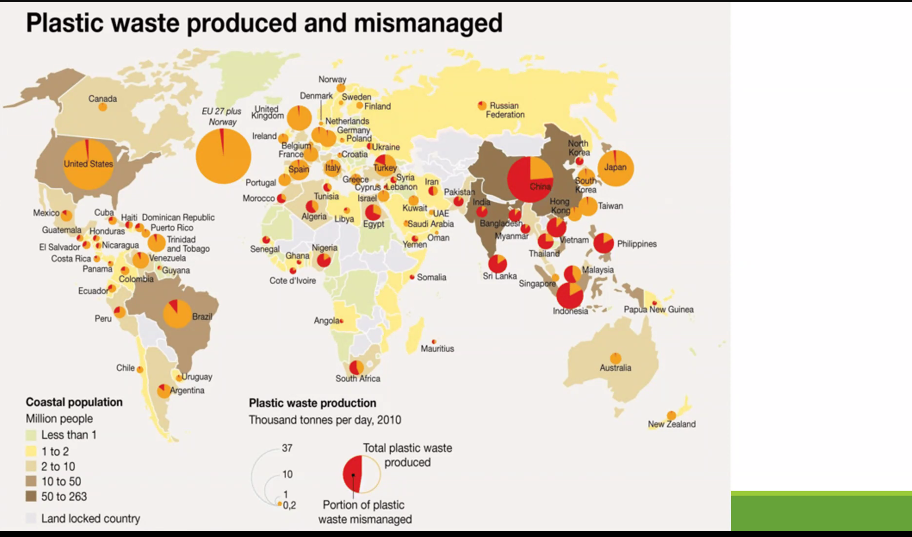 Plastic waste produced and mismanaged
Norway
Canada
Denmark
Sweden
EU 27 plus
Norway
United
Kingdom
Finland
Russian
Federation
Netherlands
Ireland
Germany
Poland
Belgium
France
Ukraine
Croatia
North
Korea
United States
Spain
Italy
Turkey
Japan
Portugal
Greece
Syria
Iran
China
South
Korea
Cyprus
Lebanon
Morocco
Tunisia
Israel
Pakistan
Mexico
Cuba
Haiti
Dominican Republic
Puerto Rico
Algeria
Libya
Egypt
Kuwait
UAE
India
Hong
Kong
Taiwan
Guatemala
Honduras
Saudi Arabia
Bangladesh
El Salvador
Nicaragua
Trinidad
and Tobago
Oman
Yemen
Myanmar
Vietnam
Philippines
Senegal
Nigeria
Thailand
Costa Rica
Venezuela
Ghana
Panama
Guyana
Colombia
Cote d'Ivoire
Somalia
Sri Lanka
Malaysia
Singapore
Ecuador
Indonesia
Papua New Guinea
Peru
Brazil
Angola
Mauritius
Chile
Uruguay
South Africa
Australia
Argentina
New Zealand
Coastal population
Million people
Less than 1
1 to 2
2 to 10
10 to 50
50 to 263
Land locked country
Plastic waste production
Thousand tonnes per day, 2010
37
10
1
0,2
Total plastic waste
produced
Portion of plastic
waste mismanaged